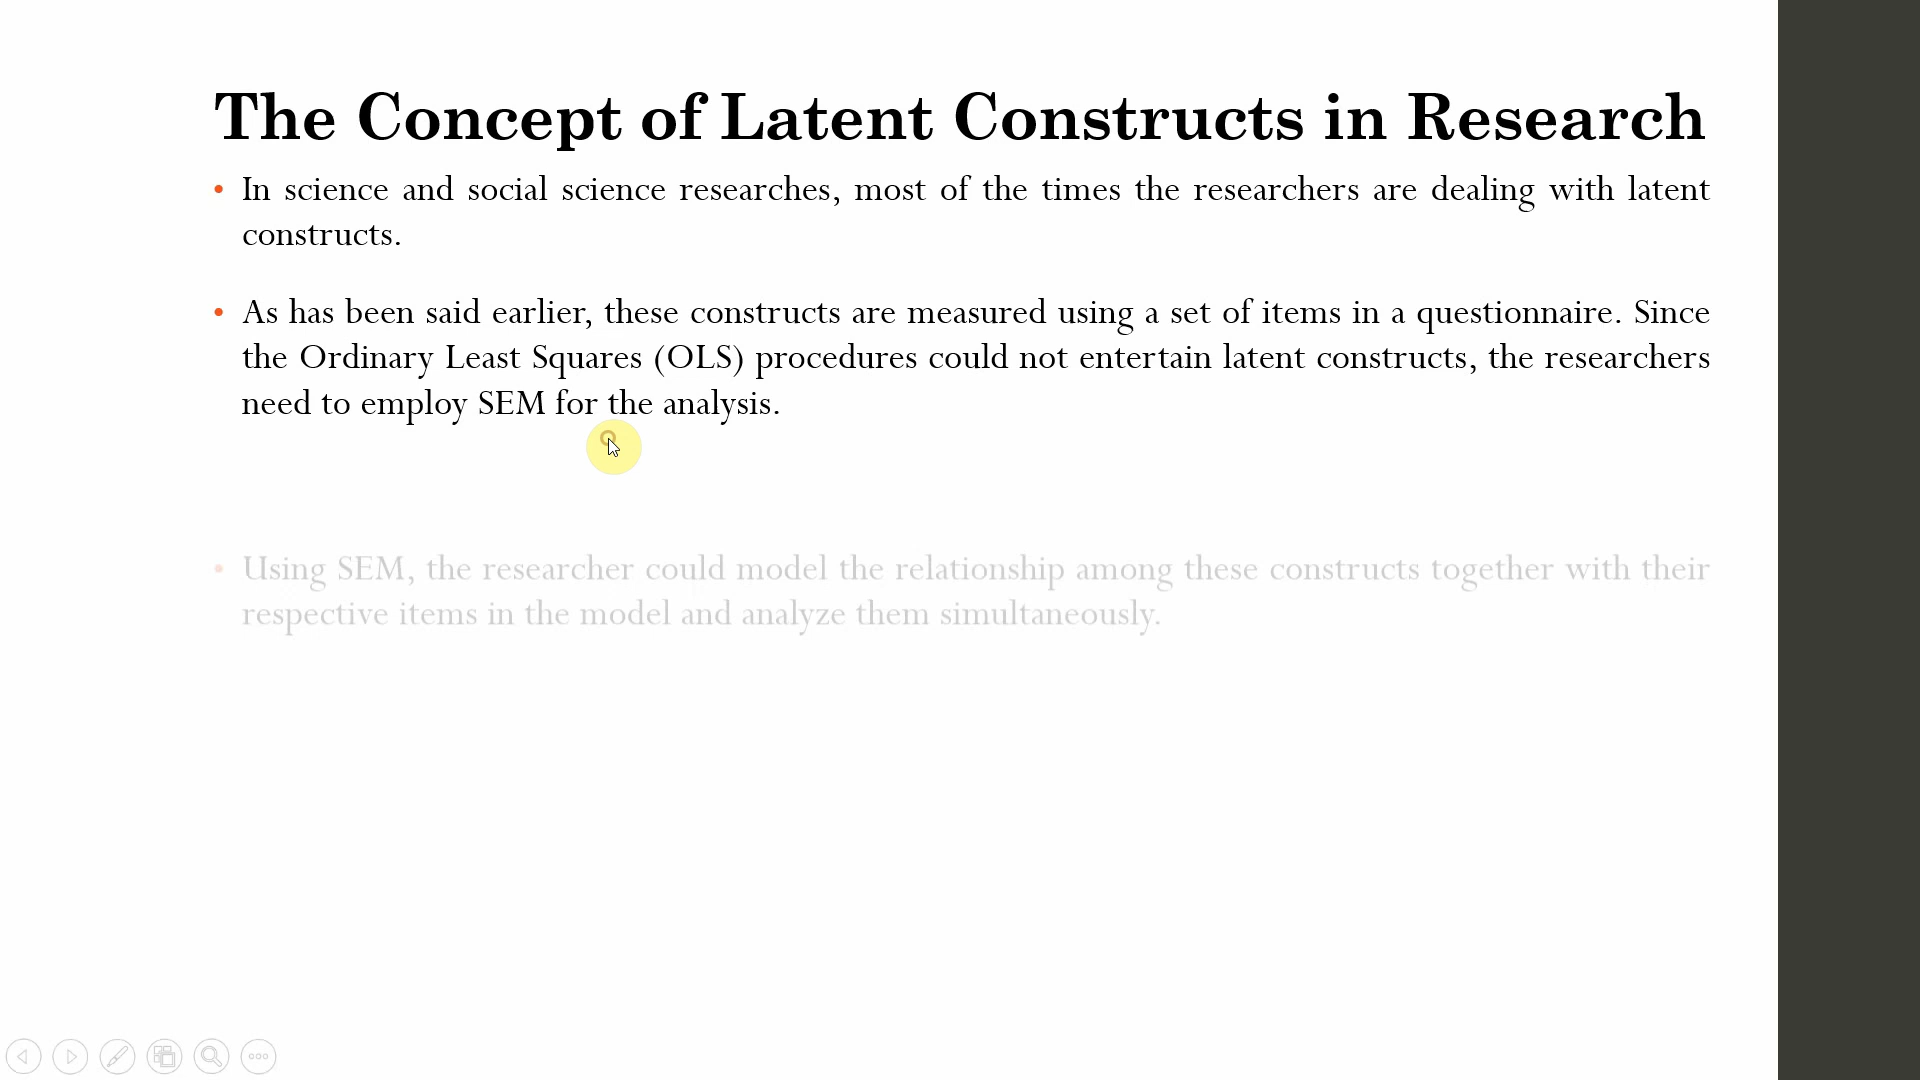 The Concept of Latent Constructs in Research
• In science and social science researches, most of the times the researchers are dealing with latent
constructs.
• As has been said earlier, these constructs are measured using a set of items in a questionnaire. Since
the Ordinary Least Squares (OLS) procedures could not entertain latent constructs, the researchers
need to employ SEM for the analysis.
• Using SEM, the researcher could model the relationship among these constructs together with their
respective items in the model and analyze them simultaneously.